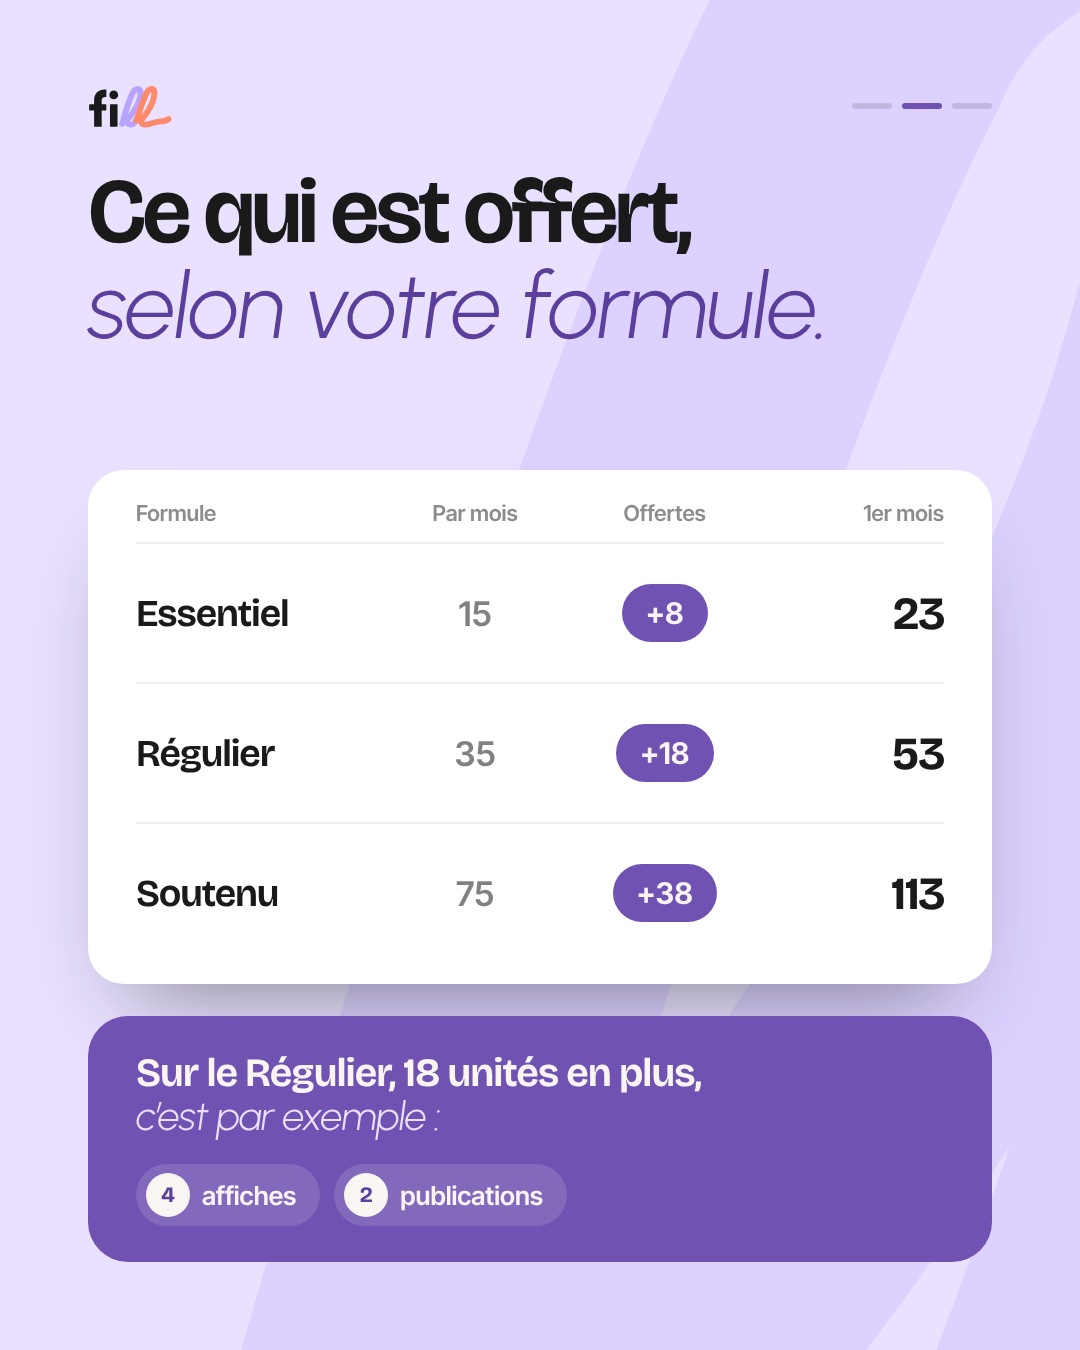 fill
Ce qui est offert,
selon votre formule.
Formule Par mois Offertes 1er mois
Essentiel 15 +8 23
Régulier 35 +18 53
Soutenu 75 +38 113
Sur le Régulier, 18 unités en plus,
c'est par exemple :
4 affiches 2 publications